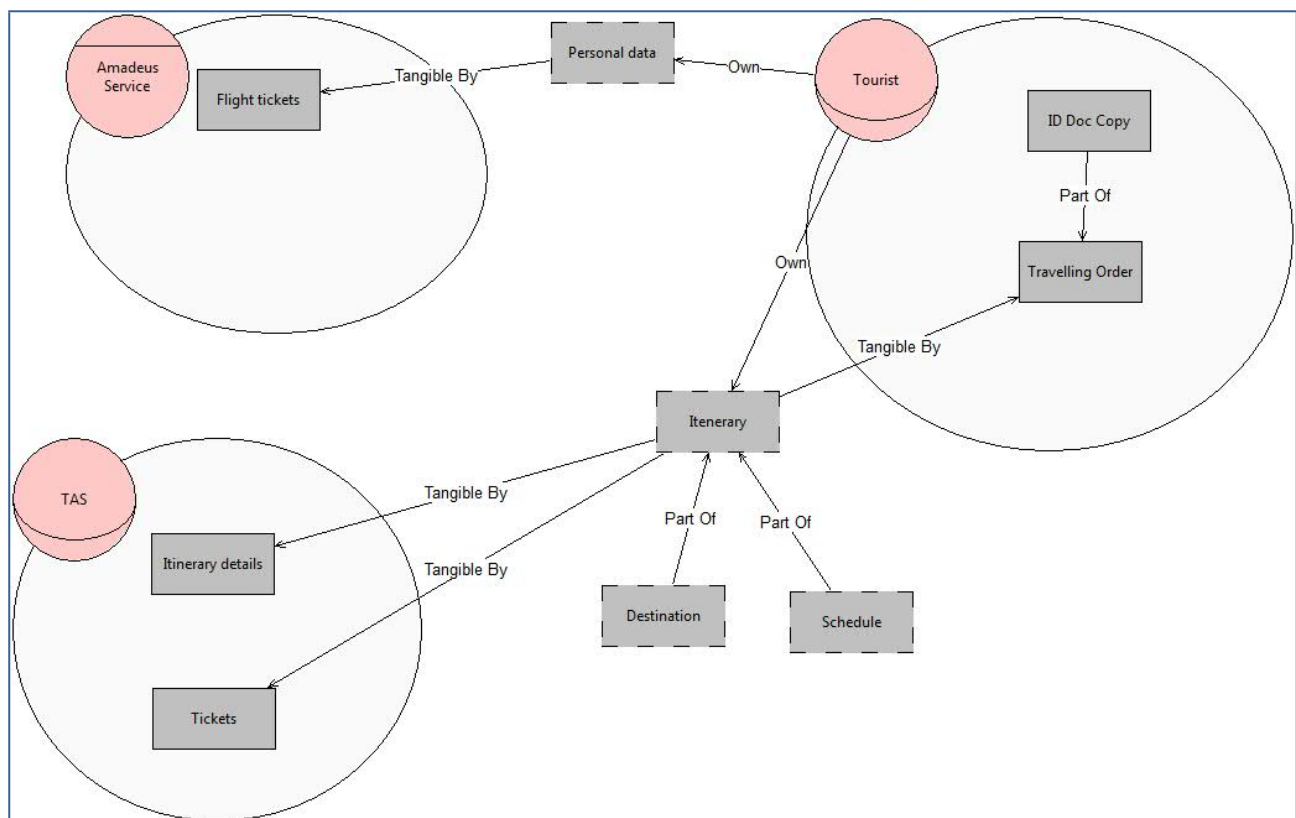 Personal data
Own
Tourist
Amadeus
Service
Tangible By
Flight tickets
ID Doc Copy
Part Of
Own
Travelling Order
Tangible By
Itenerary
TAS
Tangible By
Part Of
Part Of
Itinerary details
Tangible By
Destination
Schedule
Tickets